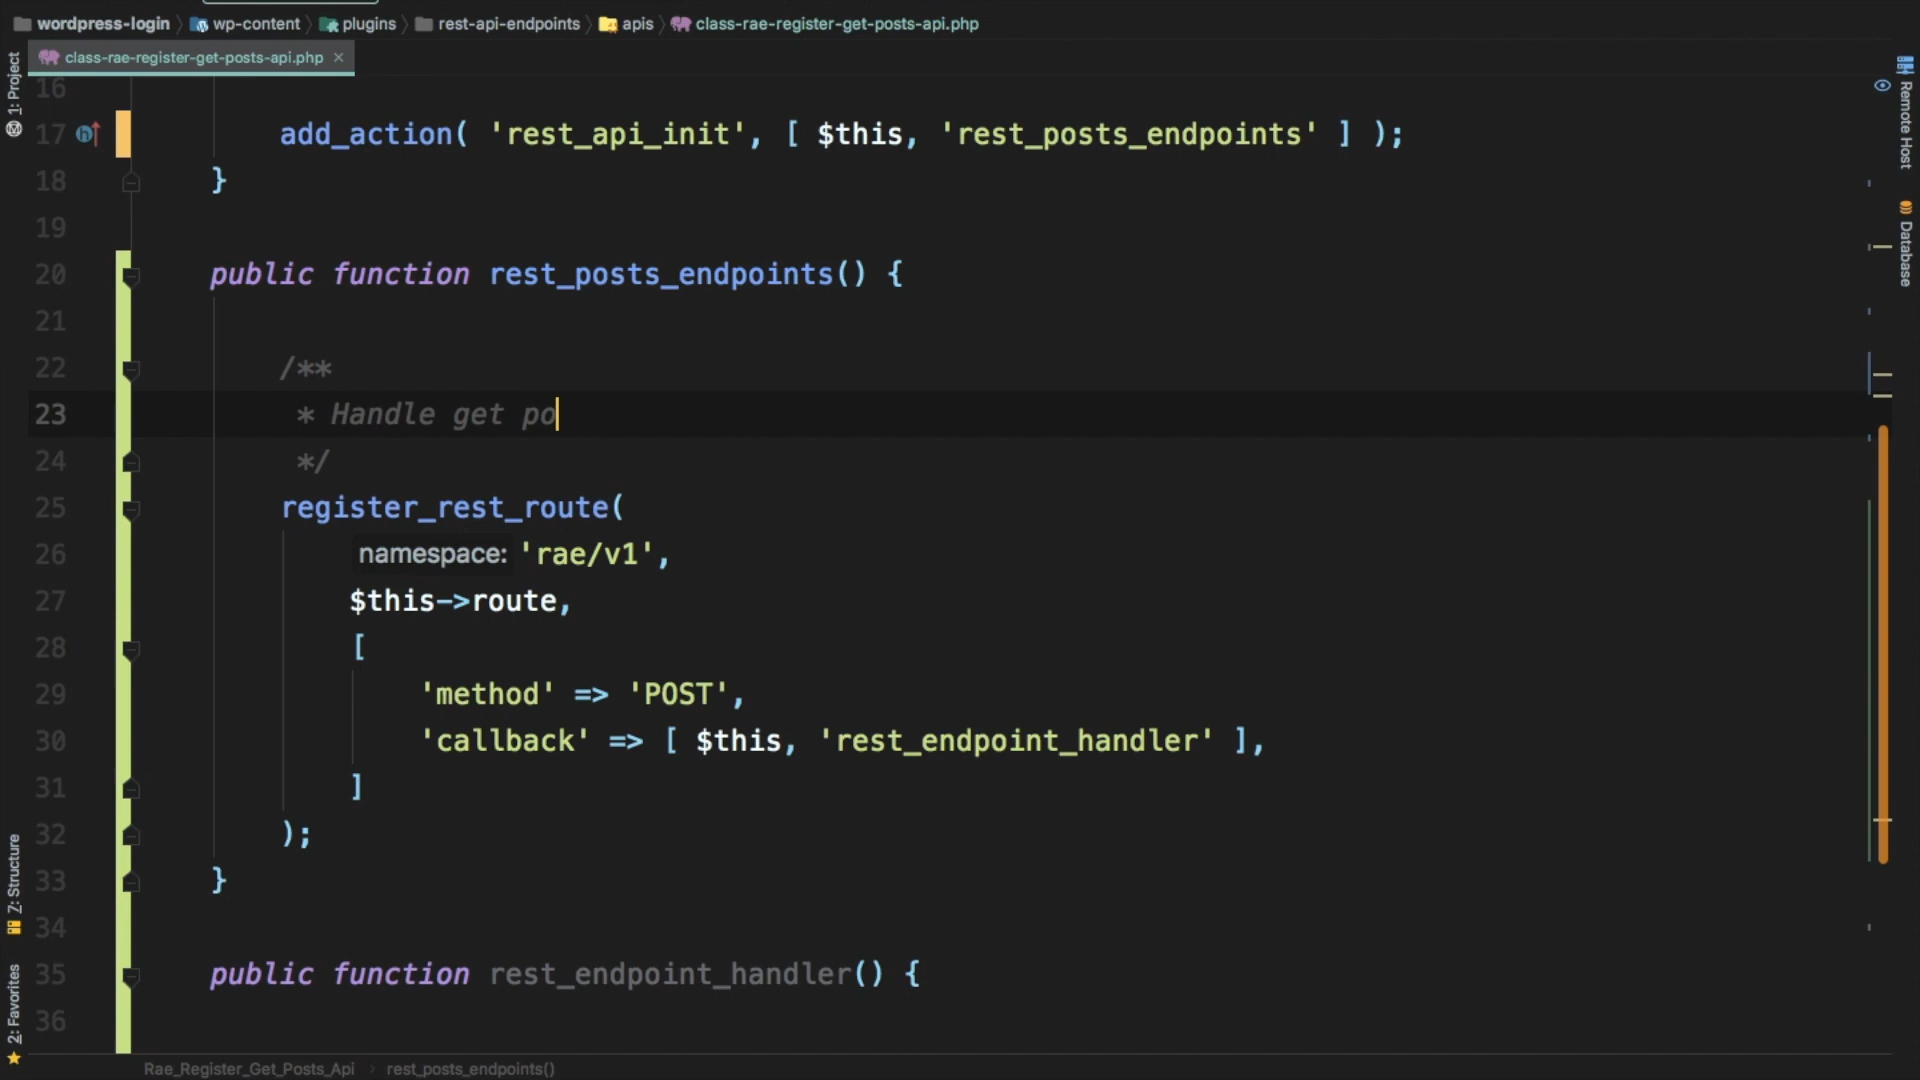 wordpress-login wp-content plugins rest-api-endpoints apis class-rae-register-get-posts-api.php
class-rae-register-get-posts-api.php
1: Project
16
17 add_action( 'rest_api_init', [ $this, 'rest_posts_endpoints' ] );
18 }
19
20 public function rest_posts_endpoints() {
21
22 /**
23 * Handle get po
24 */
25 register_rest_route(
26 namespace: 'rae/v1',
27 $this->route,
28 [
29 'method' => 'POST',
30 'callback' => [ $this, 'rest_endpoint_handler' ],
31 ]
32 );
33 }
34
35 public function rest_endpoint_handler() {
36
Z: Structure
2: Favorites
Remote Host
Database
Rae_Register_Get_Posts_Api › rest_posts_endpoints()